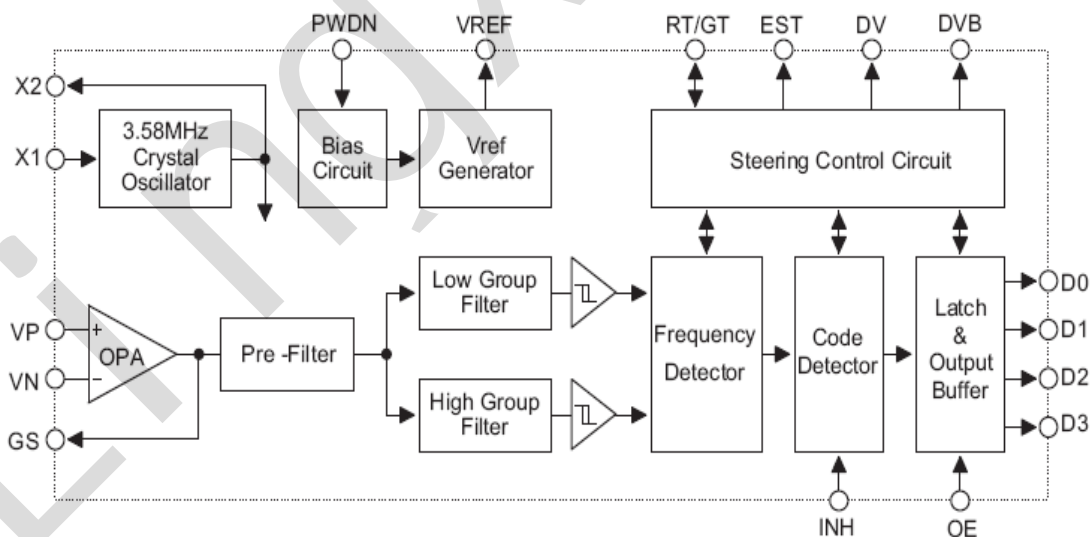 PWDN VREF RT/GT EST DV DVB
X2
X1
3.58MHz
Crystal
Oscillator
Bias
Circuit
Vref
Generator
Steering Control Circuit
VP
VN
GS
+
OPA
−
Pre -Filter
Low Group
Filter
High Group
Filter
Frequency
Detector
Code
Detector
Latch
&
Output
Buffer
D0
D1
D2
D3
INH
OE